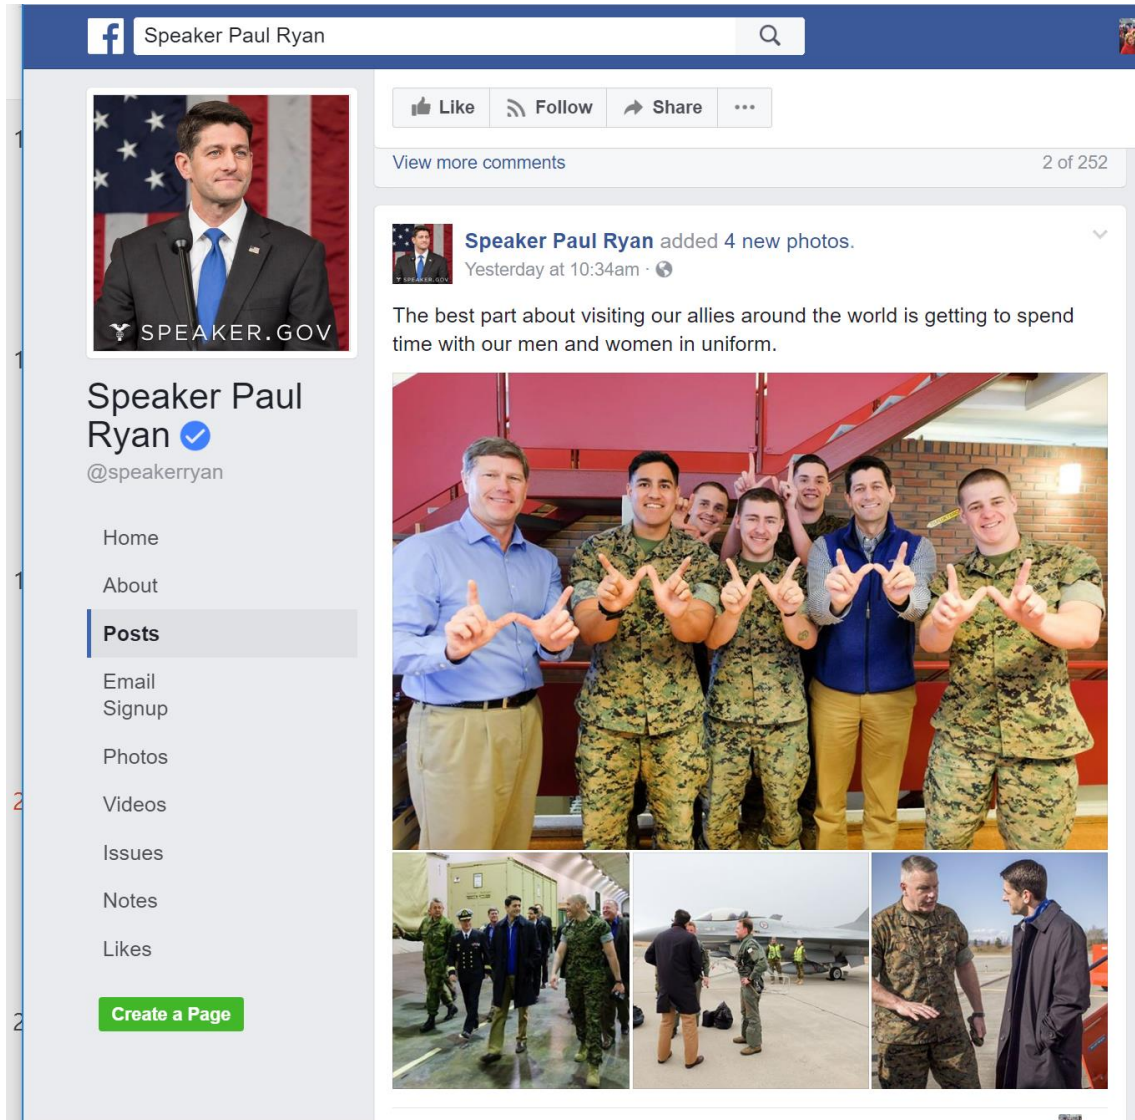 f
Speaker Paul Ryan
SPEAKER.GOV
Speaker Paul
Ryan
@speakerryan
Home
About
Posts
Email
Signup
Photos
Videos
Issues
Notes
Likes
Create a Page
Like Follow Share ...
View more comments 2 of 252
SPEAKER.GOV
Speaker Paul Ryan added 4 new photos.
Yesterday at 10:34am ·
The best part about visiting our allies around the world is getting to spend
time with our men and women in uniform.